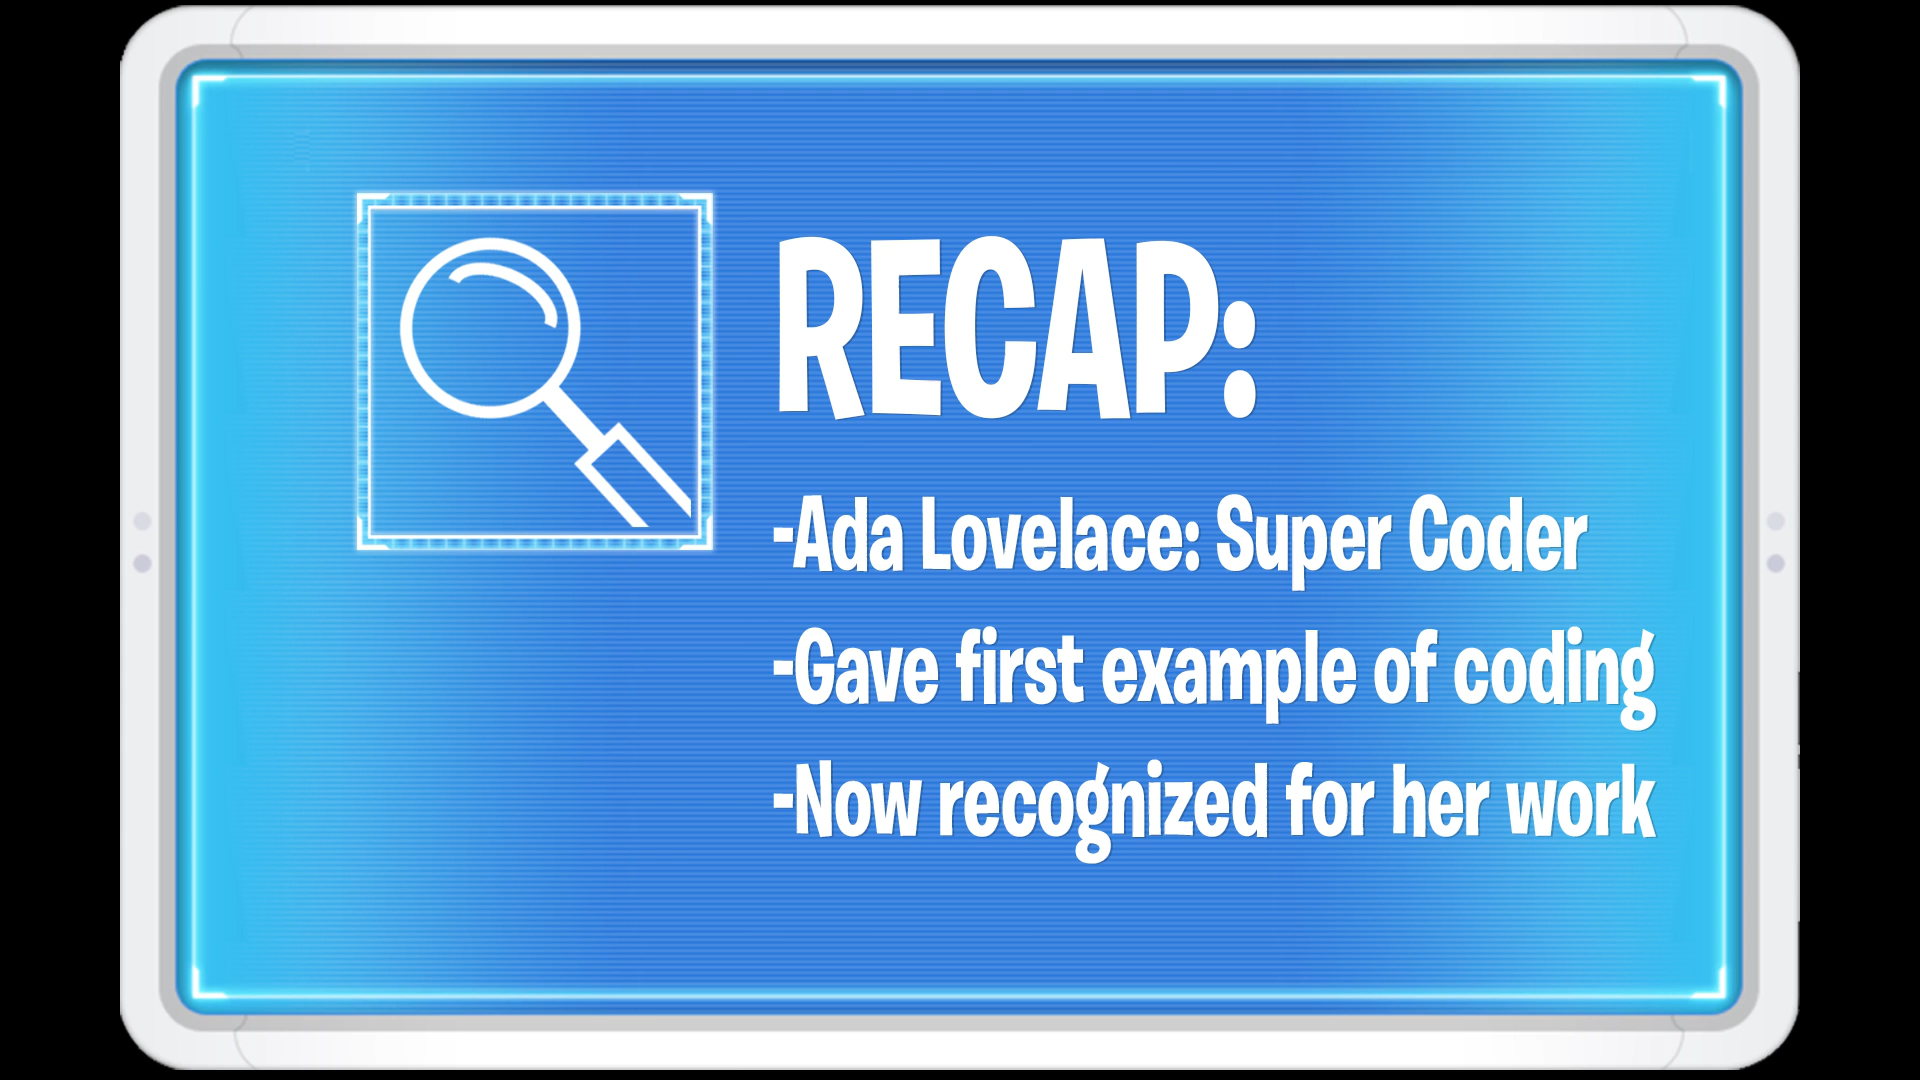 RECAP:
-Ada Lovelace: Super Coder
-Gave first example of coding
-Now recognized for her work